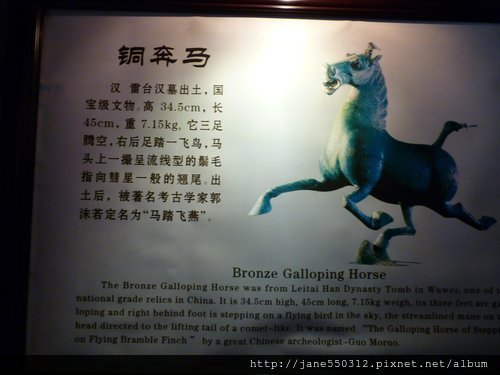 铜奔马
汉 雷台汉墓出土，国
宝级文物。高 34.5cm，长
45cm，重 7.15kg，它三足
腾空，右后足踏一飞鸟，马
头上一撮呈流线型的鬃毛
指向彗星一般的翘尾。出
土后，被著名考古学家郭
沫若定名为“马踏飞燕”。
Bronze Galloping Horse
The Bronze Galloping Horse was from Leitai Han Dynasty Tomb in Wuwei, one of
national grade relics in China. It is 34.5cm high, 45cm long, 7.15kg weigh, its three feet are
loping and right behind foot is stepping on a flying bird in the sky, the streamlined mane on
head directed to the lifting tail of a comet-like. It was named “The Galloping Horse of
on Flying Bramble Finch ” by a great Chinese archeologist-Guo Moruo.
http://jane550312.pixnet.net/album